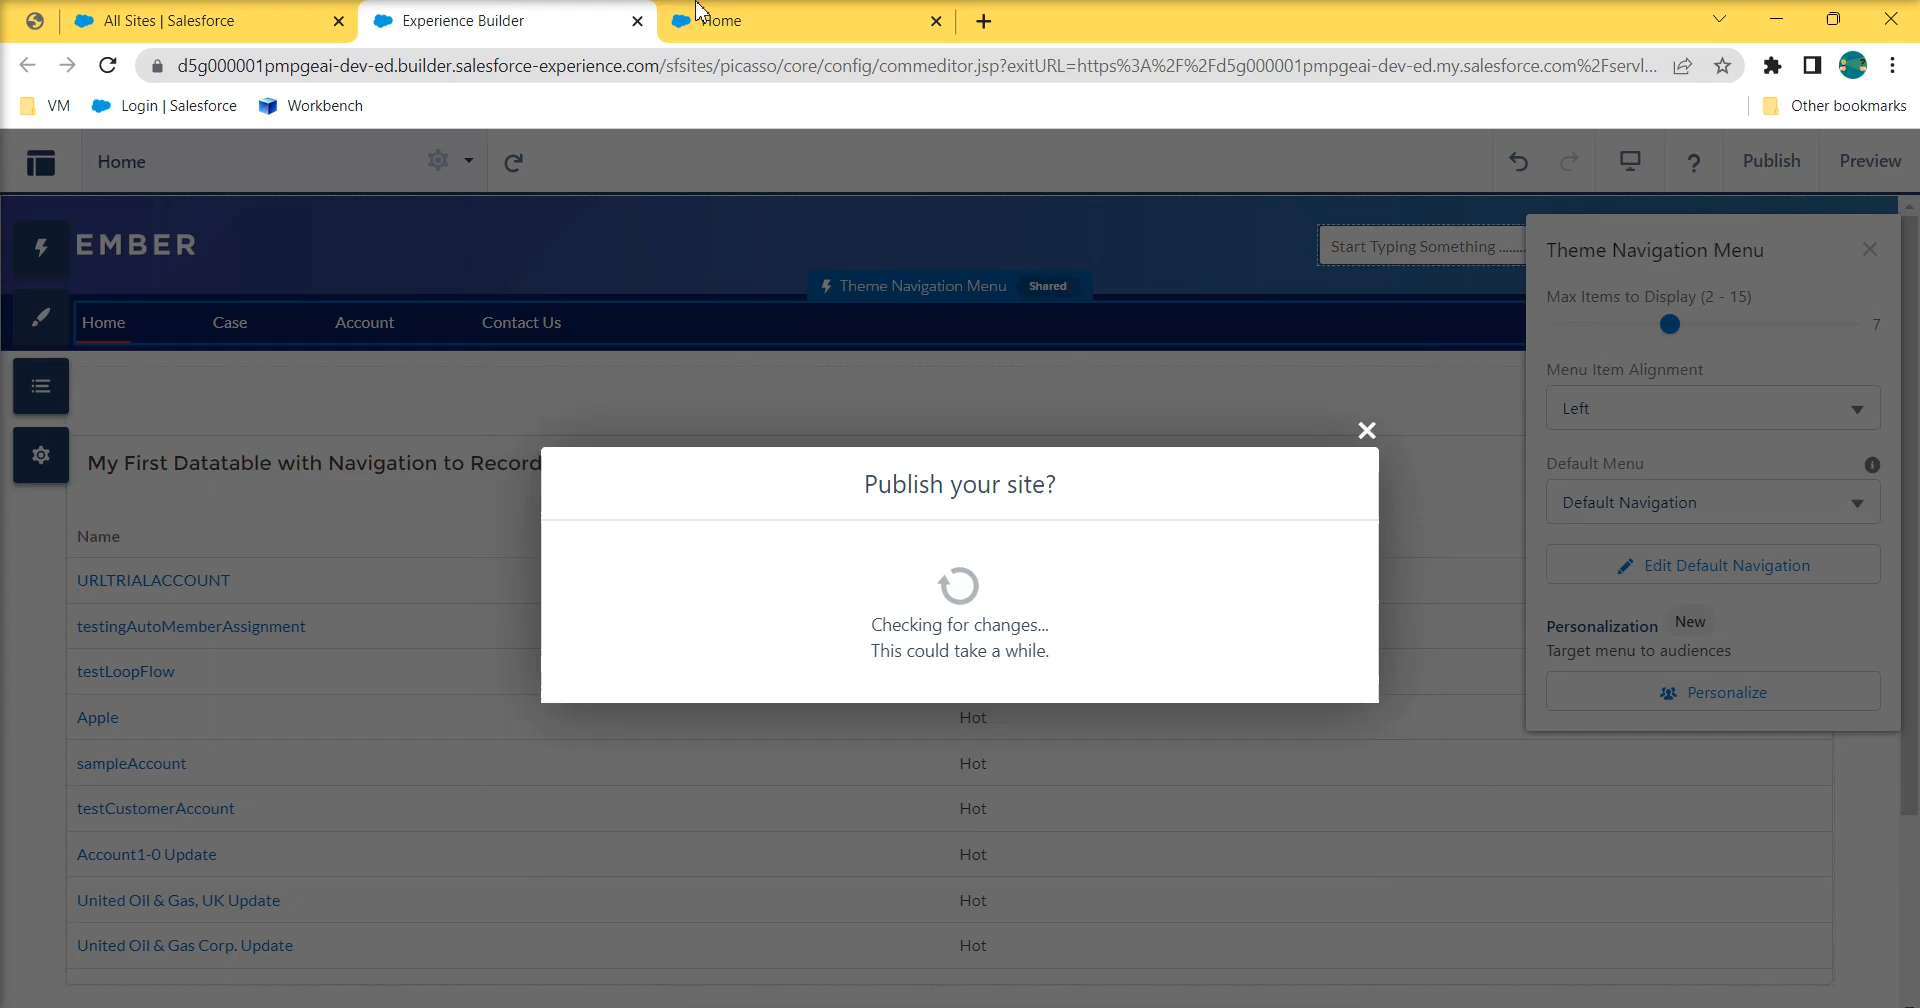 All Sites | Salesforce
Experience Builder
Home
d5g000001pmpgeai-dev-ed.builder.salesforce-experience.com/sfsites/picasso/core/config/commeditor.jsp?exitURL=https%3A%2F%2Fd5g000001pmpgeai-dev-ed.my.salesforce.com%2Fservl...
VM
Login | Salesforce
Workbench
Other bookmarks
Home
?
Publish
Preview
EMBER
Start Typing Something ........
Theme Navigation Menu
Shared
Home
Case
Account
Contact Us
Theme Navigation Menu
Max Items to Display (2 - 15)
7
Menu Item Alignment
Left
Default Menu
Default Navigation
Edit Default Navigation
Personalization
New
Target menu to audiences
Personalize
My First Datatable with Navigation to Record
Publish your site?
Checking for changes...
This could take a while.
Name
URLTRIALACCOUNT
testingAutoMemberAssignment
testLoopFlow
Apple
Hot
sampleAccount
Hot
testCustomerAccount
Hot
Account1-0 Update
Hot
United Oil & Gas, UK Update
Hot
United Oil & Gas Corp. Update
Hot